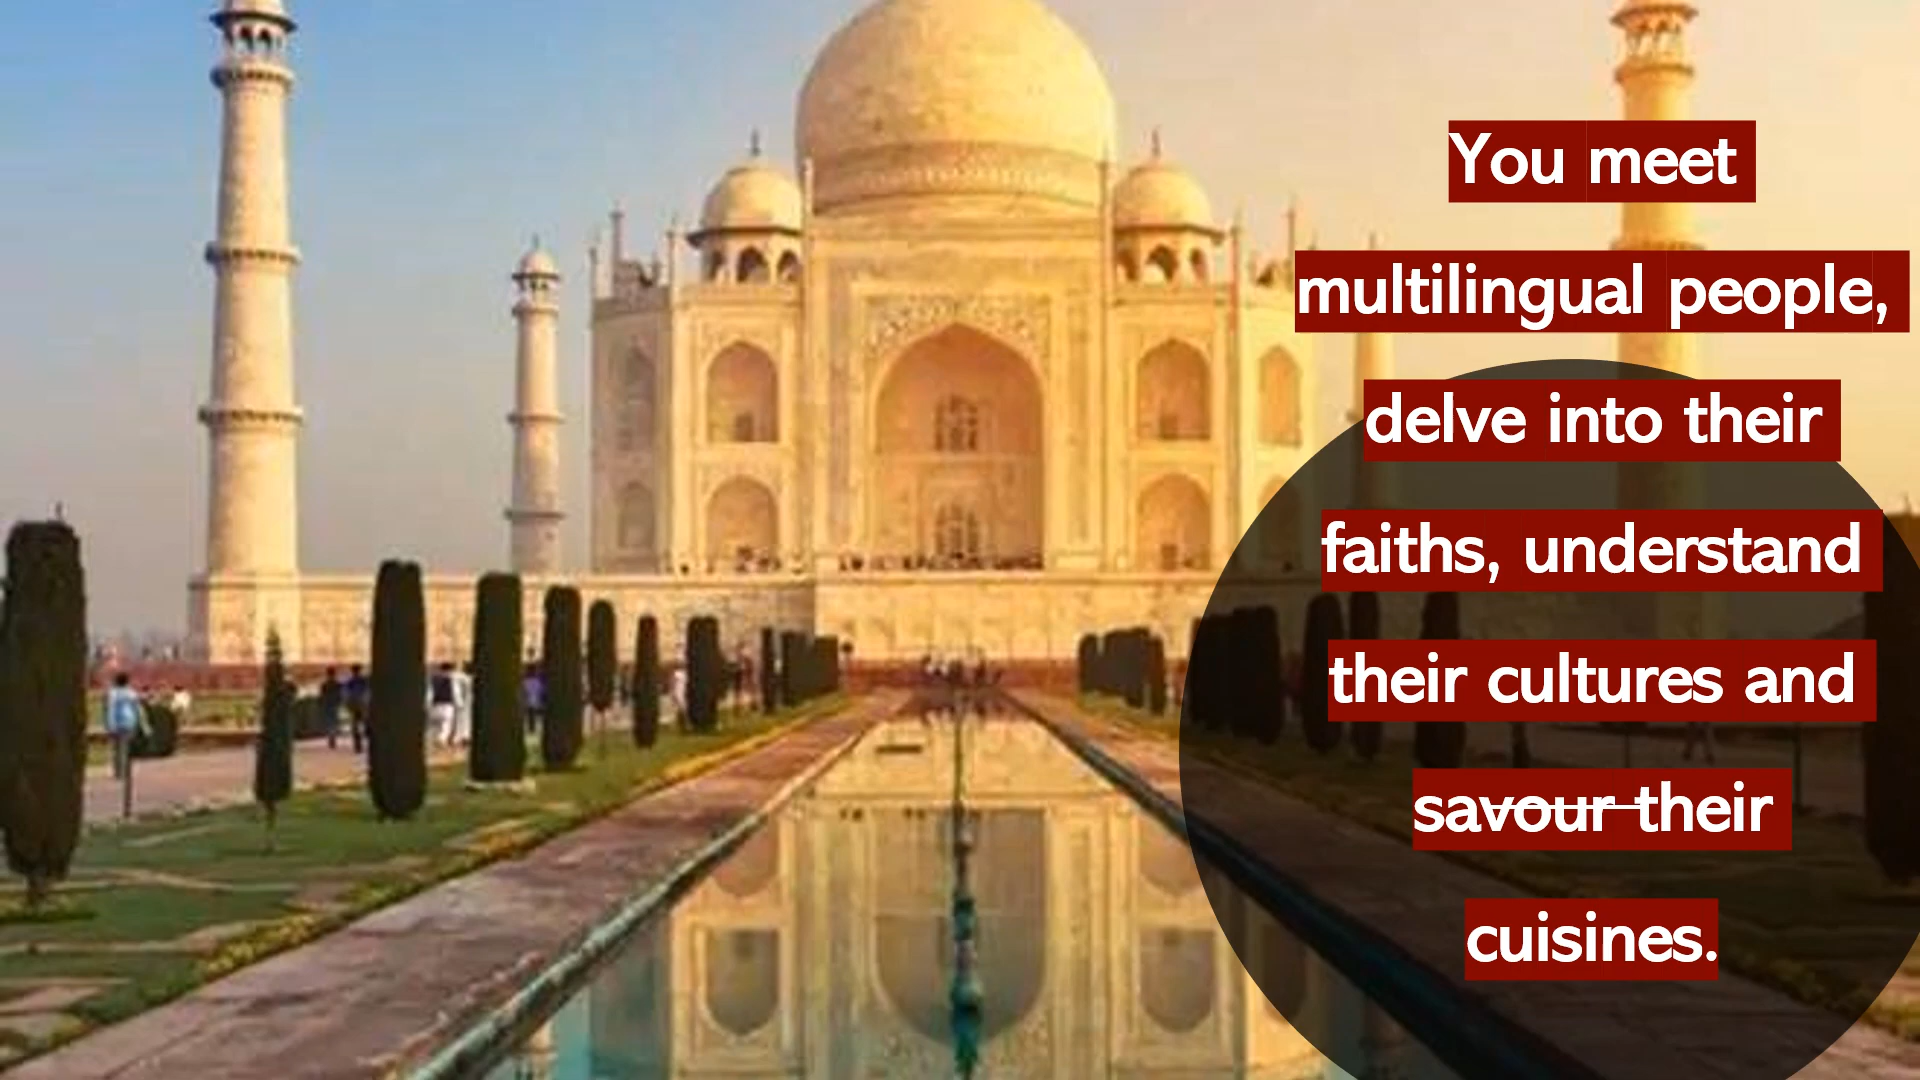 You meet
multilingual people,
delve into their
faiths, understand
their cultures and
savour their
cuisines.